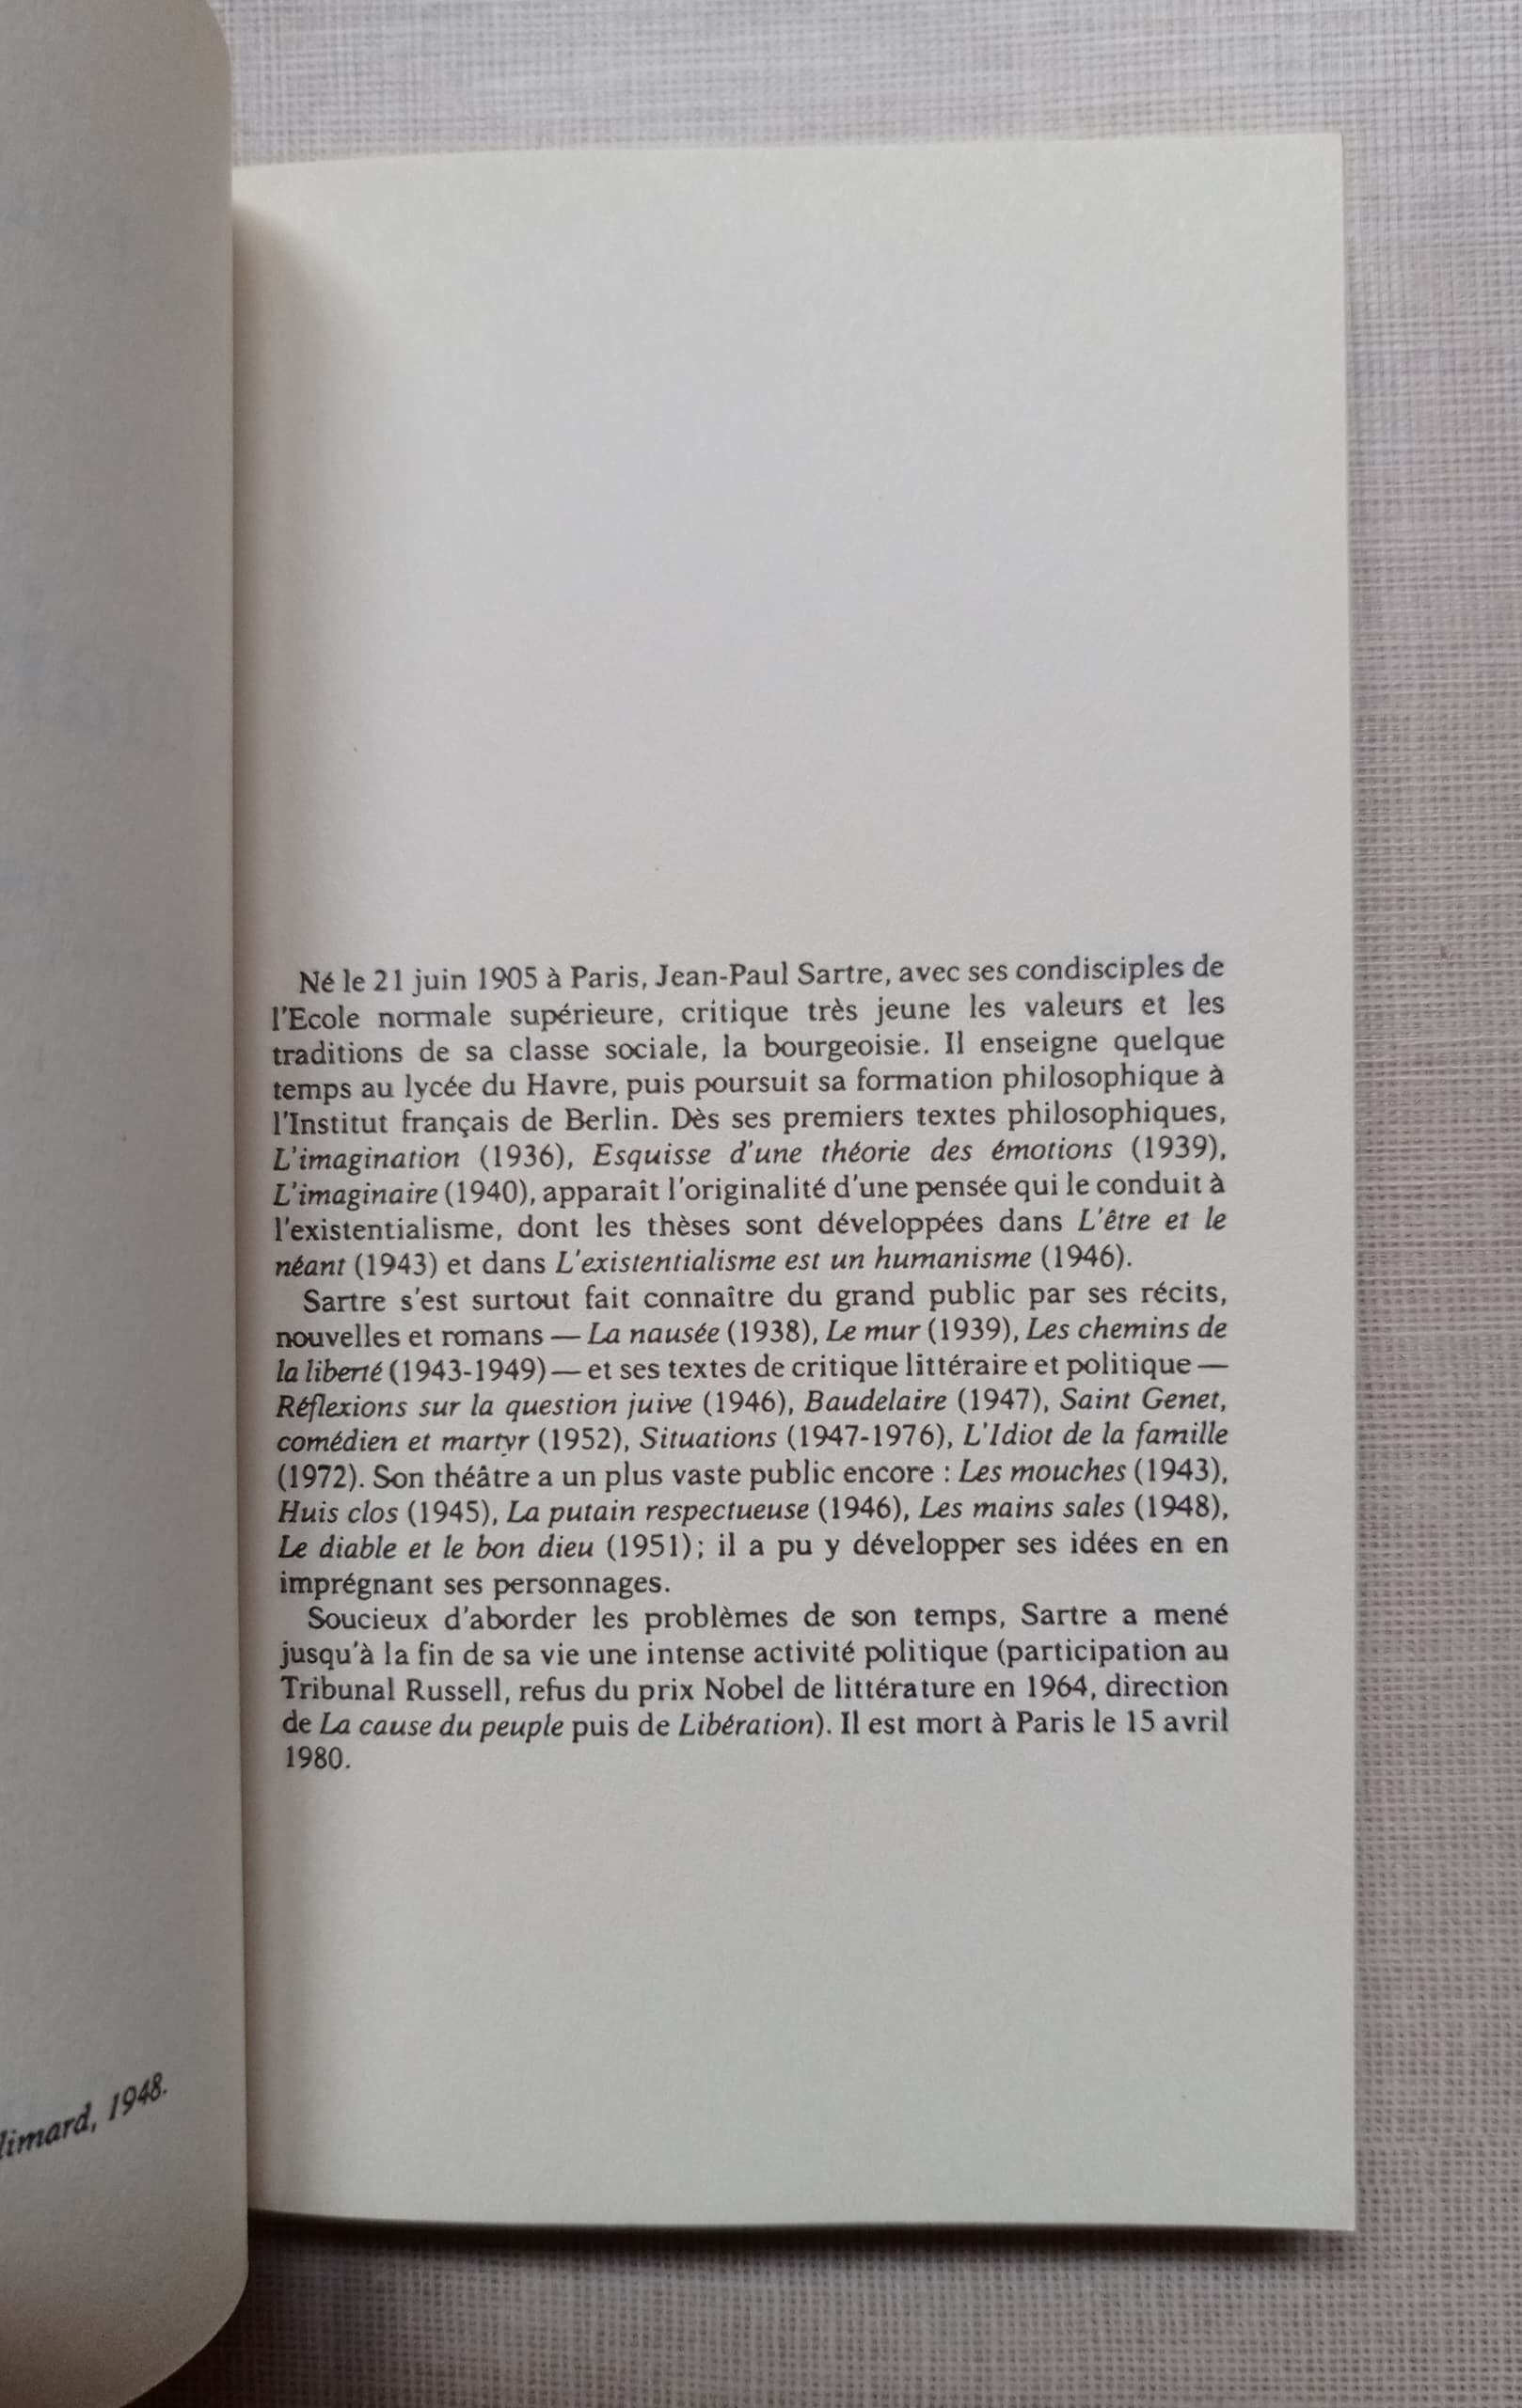 Né le 21 juin 1905 à Paris, Jean-Paul Sartre, avec ses condisciples de
l'Ecole normale supérieure, critique très jeune les valeurs et les
traditions de sa classe sociale, la bourgeoisie. Il enseigne quelque
temps au lycée du Havre, puis poursuit sa formation philosophique à
l'Institut français de Berlin. Dès ses premiers textes philosophiques,
L'imagination (1936), Esquisse d'une théorie des émotions (1939),
L'imaginaire (1940), apparaît l'originalité d'une pensée qui le conduit à
l'existentialisme, dont les thèses sont développées dans L'être et le
néant (1943) et dans L'existentialisme est un humanisme (1946).
Sartre s'est surtout fait connaître du grand public par ses récits,
nouvelles et romans — La nausée (1938), Le mur (1939), Les chemins de
la liberté (1943-1949) — et ses textes de critique littéraire et politique —
Réflexions sur la question juive (1946), Baudelaire (1947), Saint Genet,
comédien et martyr (1952), Situations (1947-1976), L'Idiot de la famille
(1972). Son théâtre a un plus vaste public encore : Les mouches (1943),
Huis clos (1945), La putain respectueuse (1946), Les mains sales (1948),
Le diable et le bon dieu (1951); il a pu y développer ses idées en en
imprégnant ses personnages.
Soucieux d'aborder les problèmes de son temps, Sartre a mené
jusqu'à la fin de sa vie une intense activité politique (participation au
Tribunal Russell, refus du prix Nobel de littérature en 1964, direction
de La cause du peuple puis de Libération). Il est mort à Paris le 15 avril
1980.
limard, 1948.